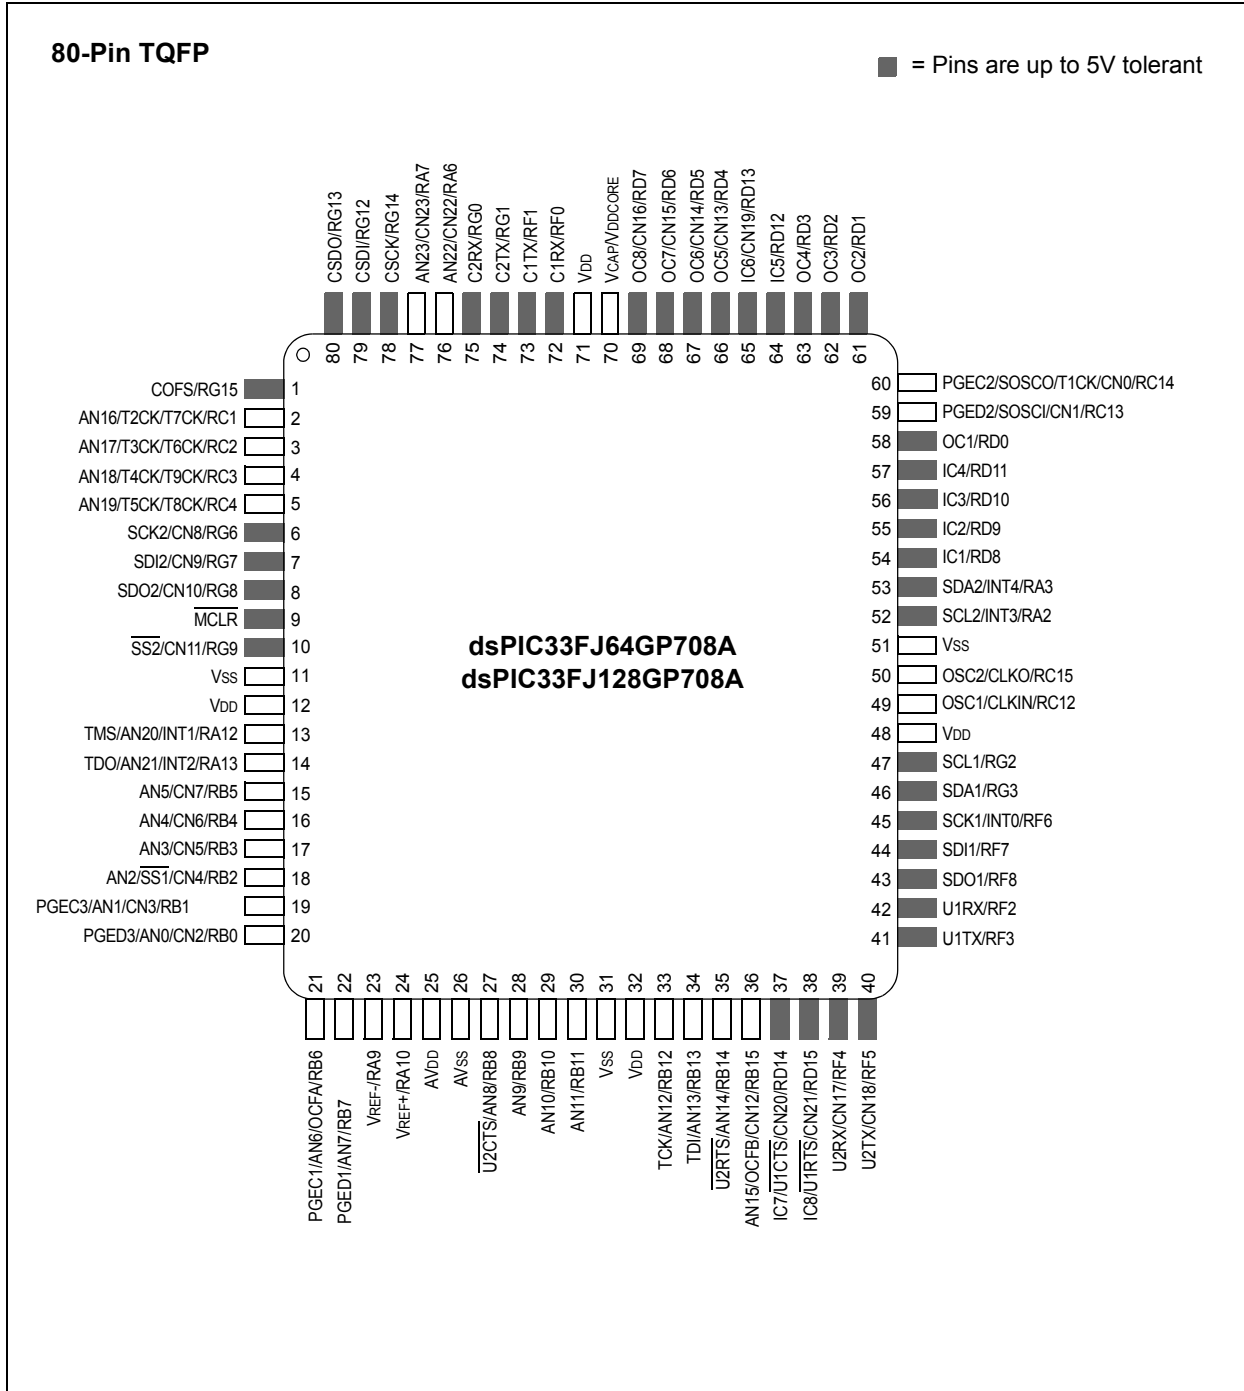 80-Pin TQFP
= Pins are up to 5V tolerant
CSDO/RG13
CSDI/RG12
CSCK/RG14
AN23/CN23/RA7
AN22/CN22/RA6
C2RX/RG0
C2TX/RG1
C1TX/RF1
C1RX/RF0
VDD
VCAP/VDDCORE
OC8/CN16/RD7
OC7/CN15/RD6
OC6/CN14/RD5
OC5/CN13/RD4
IC6/CN19/RD13
IC5/RD12
OC4/RD3
OC3/RD2
OC2/RD1
80
79
78
77
76
75
74
73
72
71
70
69
68
67
66
65
64
63
62
61
COFS/RG15 1
AN16/T2CK/T7CK/RC1 2
AN17/T3CK/T6CK/RC2 3
AN18/T4CK/T9CK/RC3 4
AN19/T5CK/T8CK/RC4 5
SCK2/CN8/RG6 6
SDI2/CN9/RG7 7
SDO2/CN10/RG8 8
MCLR 9
SS2/CN11/RG9 10
VSS 11
VDD 12
TMS/AN20/INT1/RA12 13
TDO/AN21/INT2/RA13 14
AN5/CN7/RB5 15
AN4/CN6/RB4 16
AN3/CN5/RB3 17
AN2/SS1/CN4/RB2 18
PGEC3/AN1/CN3/RB1 19
PGED3/AN0/CN2/RB0 20
dsPIC33FJ64GP708A
dsPIC33FJ128GP708A
60 PGEC2/SOSCO/T1CK/CN0/RC14
59 PGED2/SOSCI/CN1/RC13
58 OC1/RD0
57 IC4/RD11
56 IC3/RD10
55 IC2/RD9
54 IC1/RD8
53 SDA2/INT4/RA3
52 SCL2/INT3/RA2
51 VSS
50 OSC2/CLKO/RC15
49 OSC1/CLKIN/RC12
48 VDD
47 SCL1/RG2
46 SDA1/RG3
45 SCK1/INT0/RF6
44 SDI1/RF7
43 SDO1/RF8
42 U1RX/RF2
41 U1TX/RF3
21
22
23
24
25
26
27
28
29
30
31
32
33
34
35
36
37
38
39
40
PGEC1/AN6/OCFA/RB6
PGED1/AN7/RB7
VREF-/RA9
VREF+/RA10
AVDD
AVSS
U2CTS/AN8/RB8
AN9/RB9
AN10/RB10
AN11/RB11
VSS
VDD
TCK/AN12/RB12
TDI/AN13/RB13
U2RTS/AN14/RB14
AN15/OCFB/CN12/RB15
IC7/U1CTS/CN20/RD14
IC8/U1RTS/CN21/RD15
U2RX/CN17/RF4
U2TX/CN18/RF5